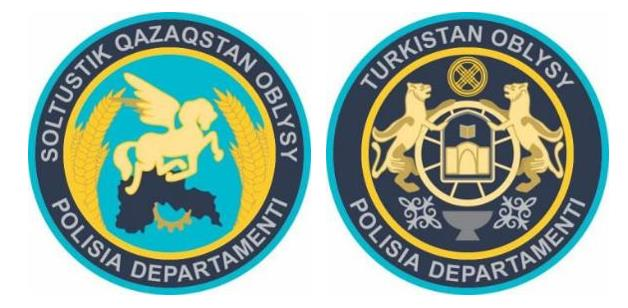 SOLTUSTIK QAZAQSTAN OBLYSY
POLISIA DEPARTAMENTI
TURKISTAN OBLYSY
POLISIA DEPARTAMENTI